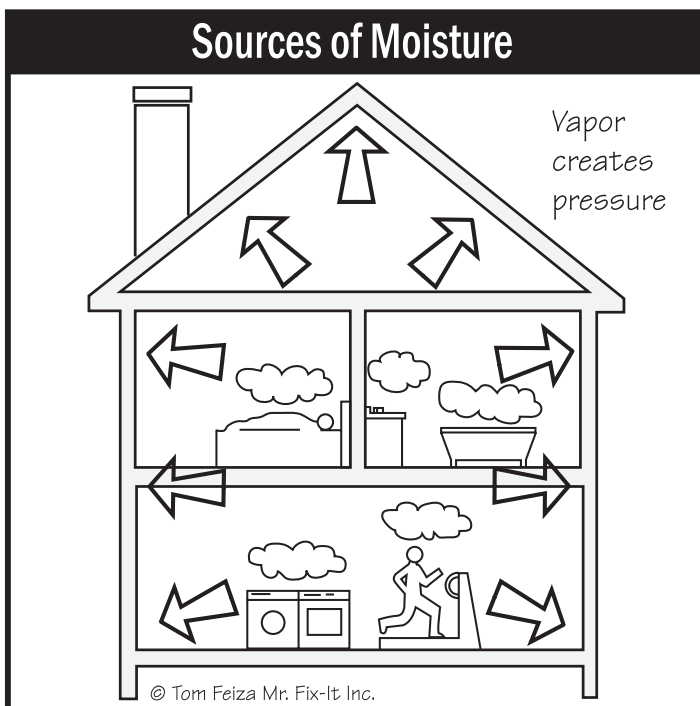 Sources of Moisture
Vapor
creates
pressure
© Tom Feiza Mr. Fix-It Inc.